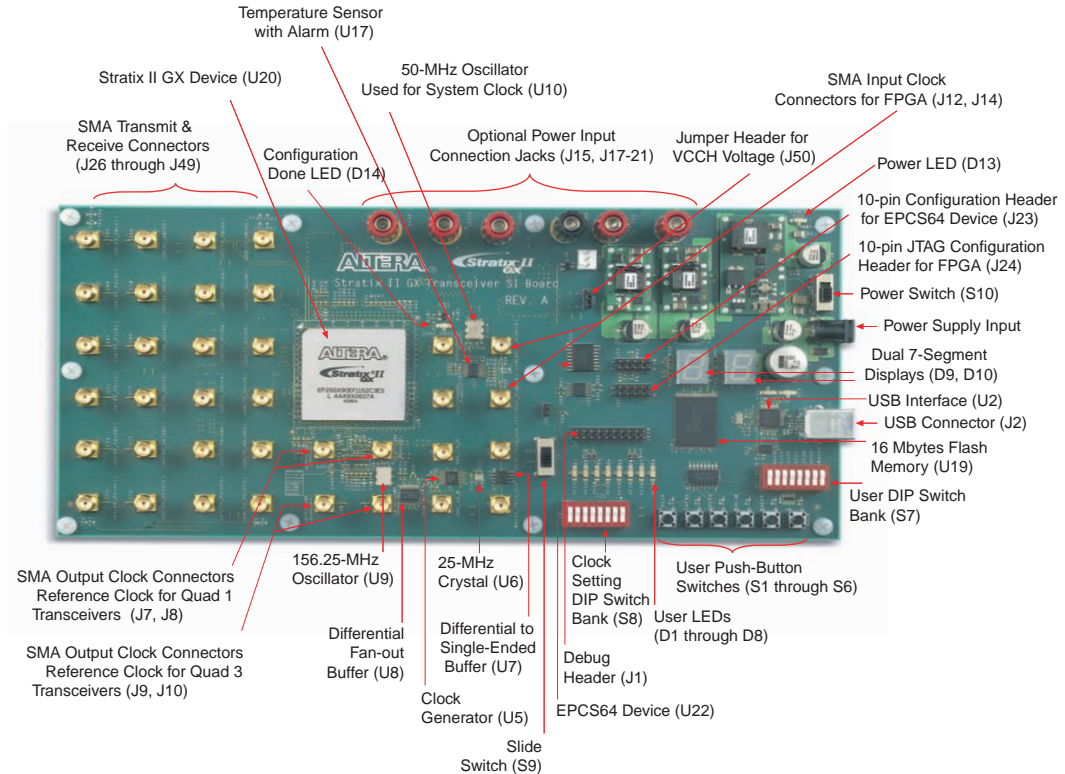 Temperature Sensor
with Alarm (U17)
Stratix II GX Device (U20)
50-MHz Oscillator
Used for System Clock (U10)
SMA Input Clock
Connectors for FPGA (J12, J14)
SMA Transmit &
Receive Connectors
(J26 through J49)
Configuration
Done LED (D14)
Optional Power Input
Connection Jacks (J15, J17-21)
Jumper Header for
VCCH Voltage (J50)
Power LED (D13)
10-pin Configuration Header
for EPCS64 Device (J23)
10-pin JTAG Configuration
Header for FPGA (J24)
Power Switch (S10)
Power Supply Input
Dual 7-Segment
Displays (D9, D10)
USB Interface (U2)
USB Connector (J2)
16 Mbytes Flash
Memory (U19)
User DIP Switch
Bank (S7)
ALTERA®
Stratix II
GX
Stratix II GX Transceiver SI Board
REV. A
ALTERA®
Stratix II
GX
SMA Output Clock Connectors
Reference Clock for Quad 1
Transceivers (J7, J8)
SMA Output Clock Connectors
Reference Clock for Quad 3
Transceivers (J9, J10)
156.25-MHz
Oscillator (U9)
Differential
Fan-out
Buffer (U8)
Clock
Generator (U5)
25-MHz
Crystal (U6)
Differential to
Single-Ended
Buffer (U7)
Slide
Switch (S9)
EPCS64 Device (U22)
Debug
Header (J1)
Clock
Setting
DIP Switch
Bank (S8)
User LEDs
(D1 through D8)
User Push-Button
Switches (S1 through S6)